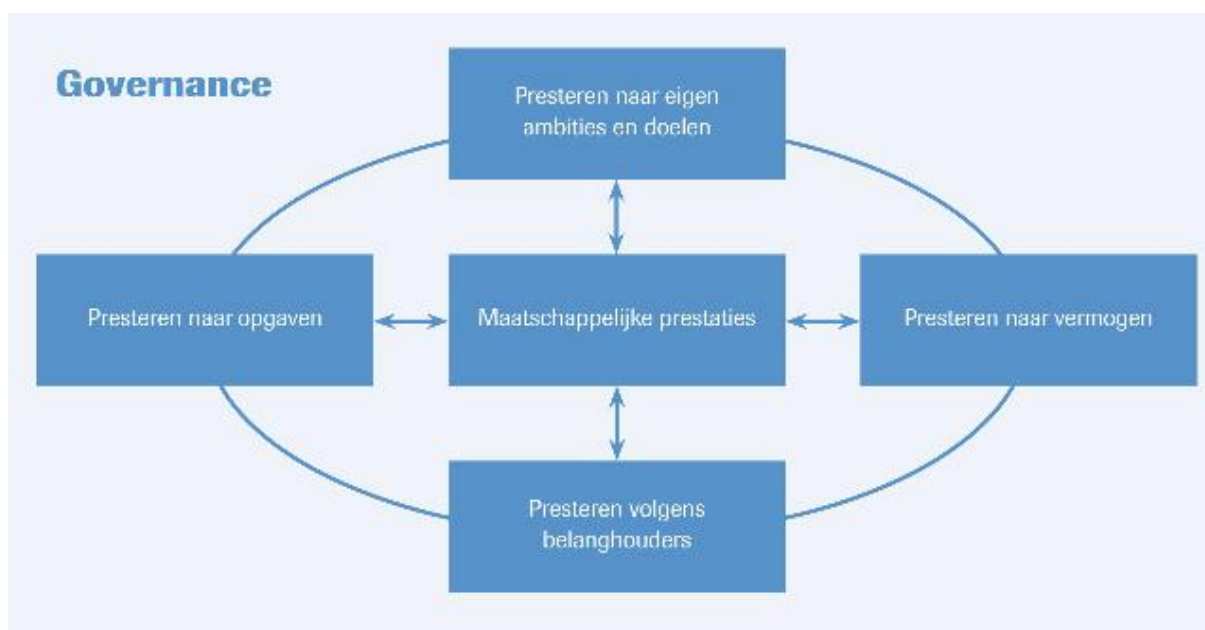 Governance
Presteren naar eigen
ambities en doelen
Presteren naar opgaven
Maatschappelijke prestaties
Presteren naar vermogen
Presteren volgens
belanghouders